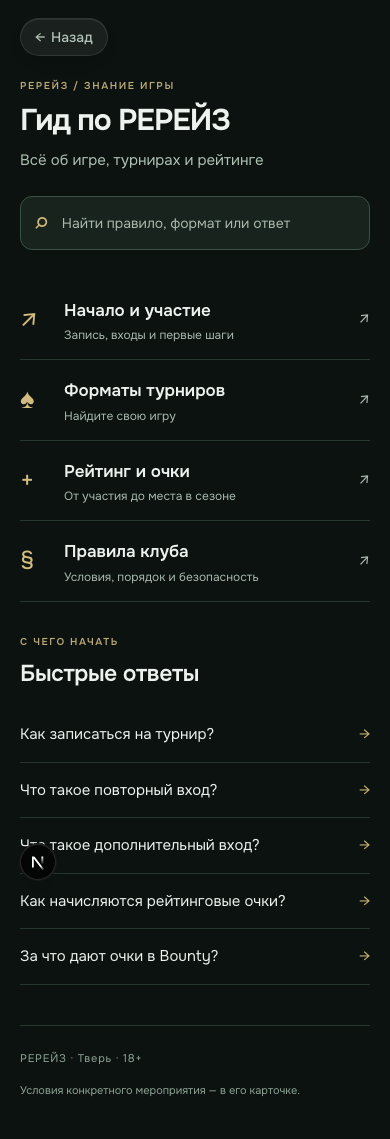 ← Назад
РЕРЕЙЗ / ЗНАНИЕ ИГРЫ
Гид по РЕРЕЙЗ
Всё об игре, турнирах и рейтинге
Найти правило, формат или ответ
Начало и участие
Запись, входы и первые шаги
Форматы турниров
Найдите свою игру
+ Рейтинг и очки
От участия до места в сезоне
§ Правила клуба
Условия, порядок и безопасность
С ЧЕГО НАЧАТЬ
Быстрые ответы
Как записаться на турнир?
Что такое повторный вход?
Что такое дополнительный вход?
N
Как начисляются рейтинговые очки?
За что дают очки в Bounty?
РЕРЕЙЗ · Тверь · 18+
Условия конкретного мероприятия — в его карточке.